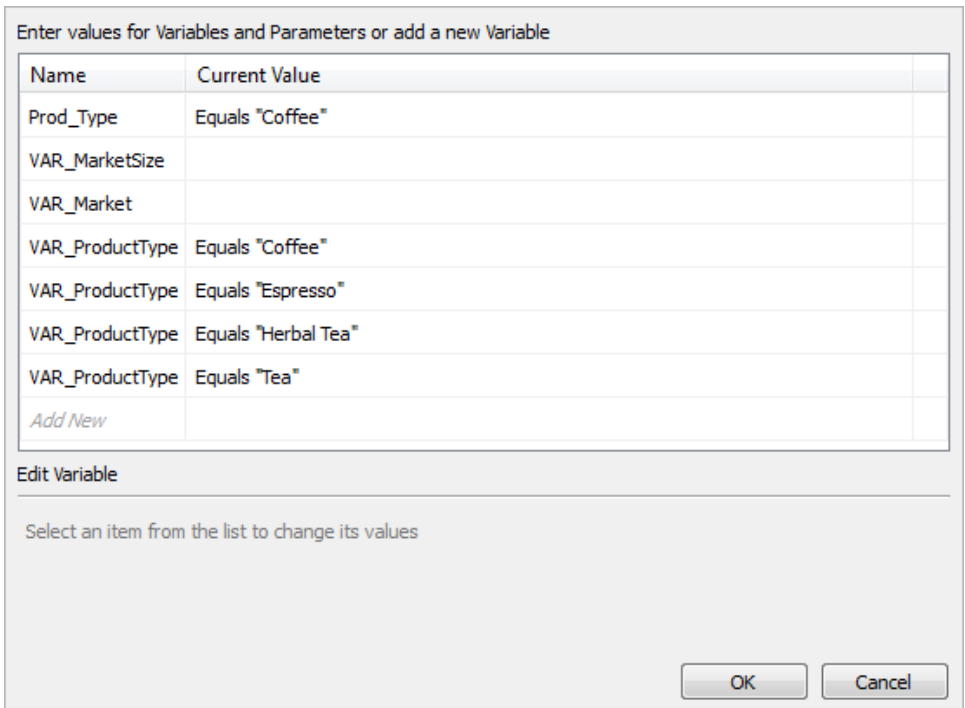 Enter values for Variables and Parameters or add a new Variable
Name Current Value
Prod_Type Equals "Coffee"
VAR_MarketSize
VAR_Market
VAR_ProductType Equals "Coffee"
VAR_ProductType Equals "Espresso"
VAR_ProductType Equals "Herbal Tea"
VAR_ProductType Equals "Tea"
Add New
Edit Variable
Select an item from the list to change its values
OK Cancel